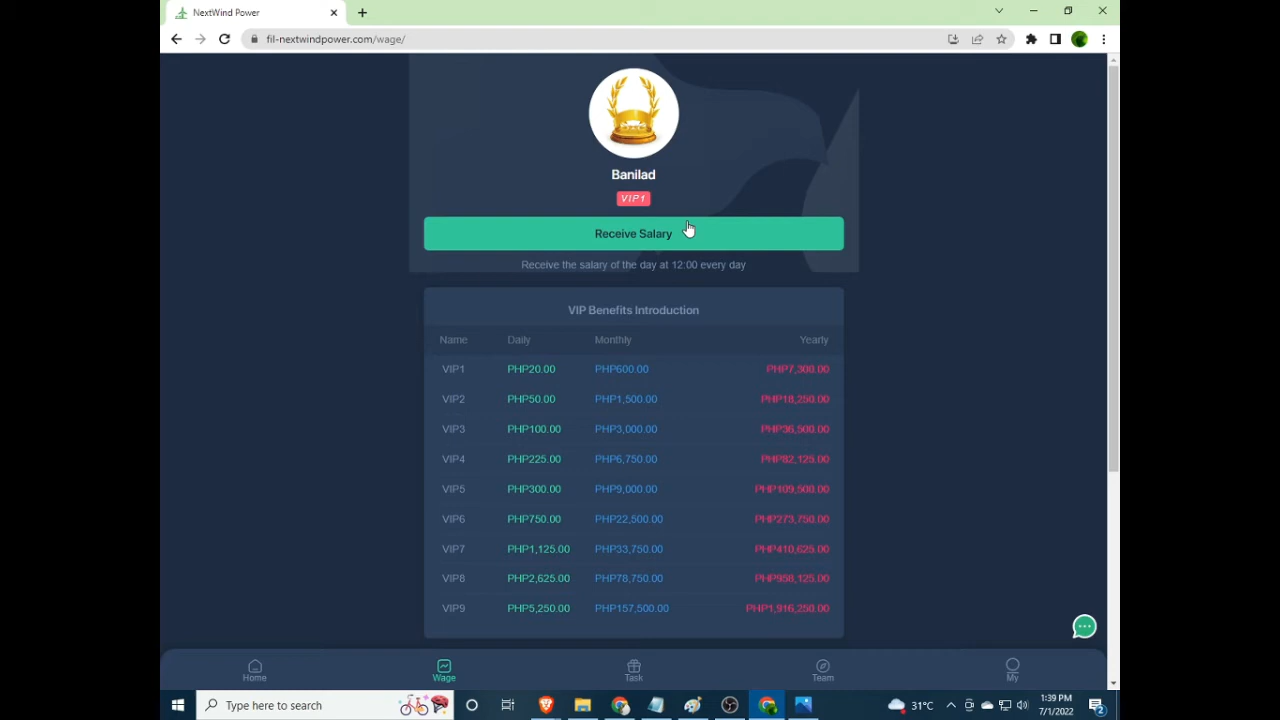 NextWind Power
fil-nextwindpower.com/wage/
Banilad
VIP1
Receive Salary
Receive the salary of the day at 12:00 every day
VIP Benefits Introduction
Name Daily Monthly Yearly
VIP1 PHP20.00 PHP600.00 PHP7,300.00
VIP2 PHP50.00 PHP1,500.00 PHP18,250.00
VIP3 PHP100.00 PHP3,000.00 PHP36,500.00
VIP4 PHP225.00 PHP6,750.00 PHP82,125.00
VIP5 PHP300.00 PHP9,000.00 PHP109,500.00
VIP6 PHP750.00 PHP22,500.00 PHP273,750.00
VIP7 PHP1,125.00 PHP33,750.00 PHP410,625.00
VIP8 PHP2,625.00 PHP78,750.00 PHP958,125.00
VIP9 PHP5,250.00 PHP157,500.00 PHP1,916,250.00
Home Wage Task Team My
Type here to search
31°C
1:39 PM
7/1/2022
2